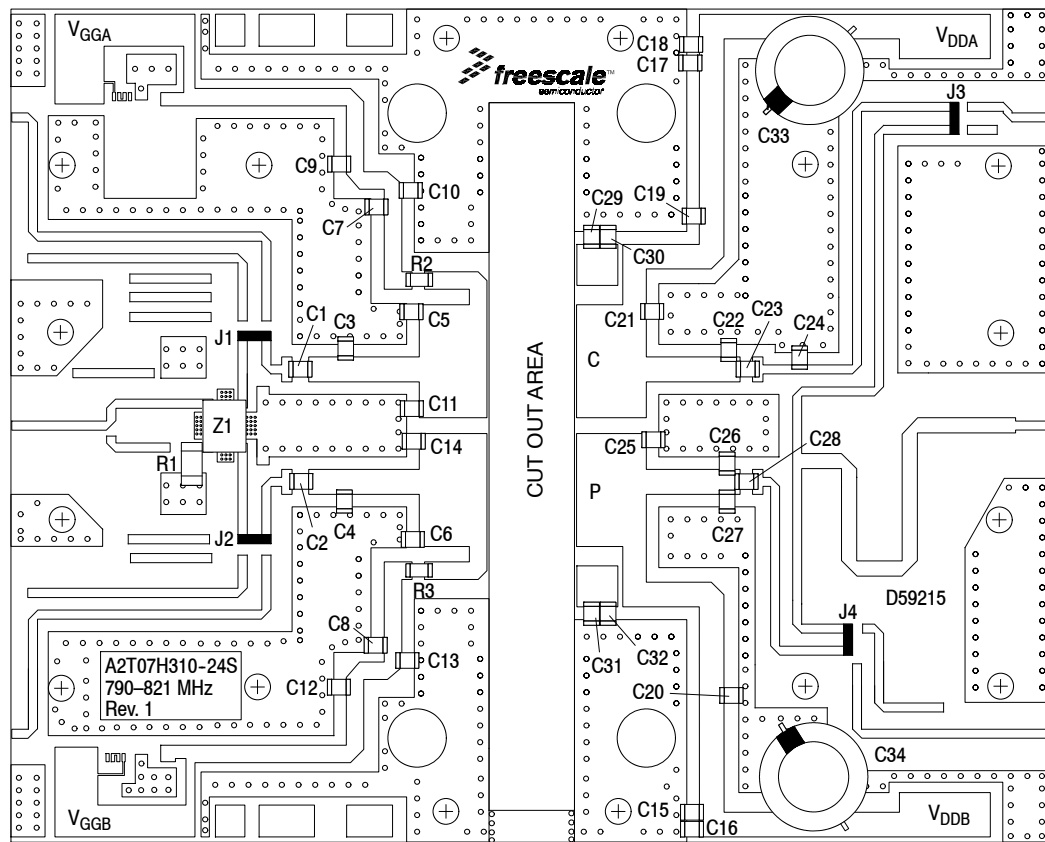 VGGA
C18
C17
freescale™
semiconductor
VDDA
J3
C33
C9
C10
C7
C19
C29
C30
R2
C5
C1
C3
J1
C21
C22
C23
C24
C
C11
Z1
C14
C25
C26
C28
R1
CUT OUT AREA
P
C2
C4
C6
C27
J2
R3
D59215
C8
J4
A2T07H310-24S
790–821 MHz
Rev. 1
C13
C12
C31
C32
C20
C34
VGGB
C15
C16
VDDB